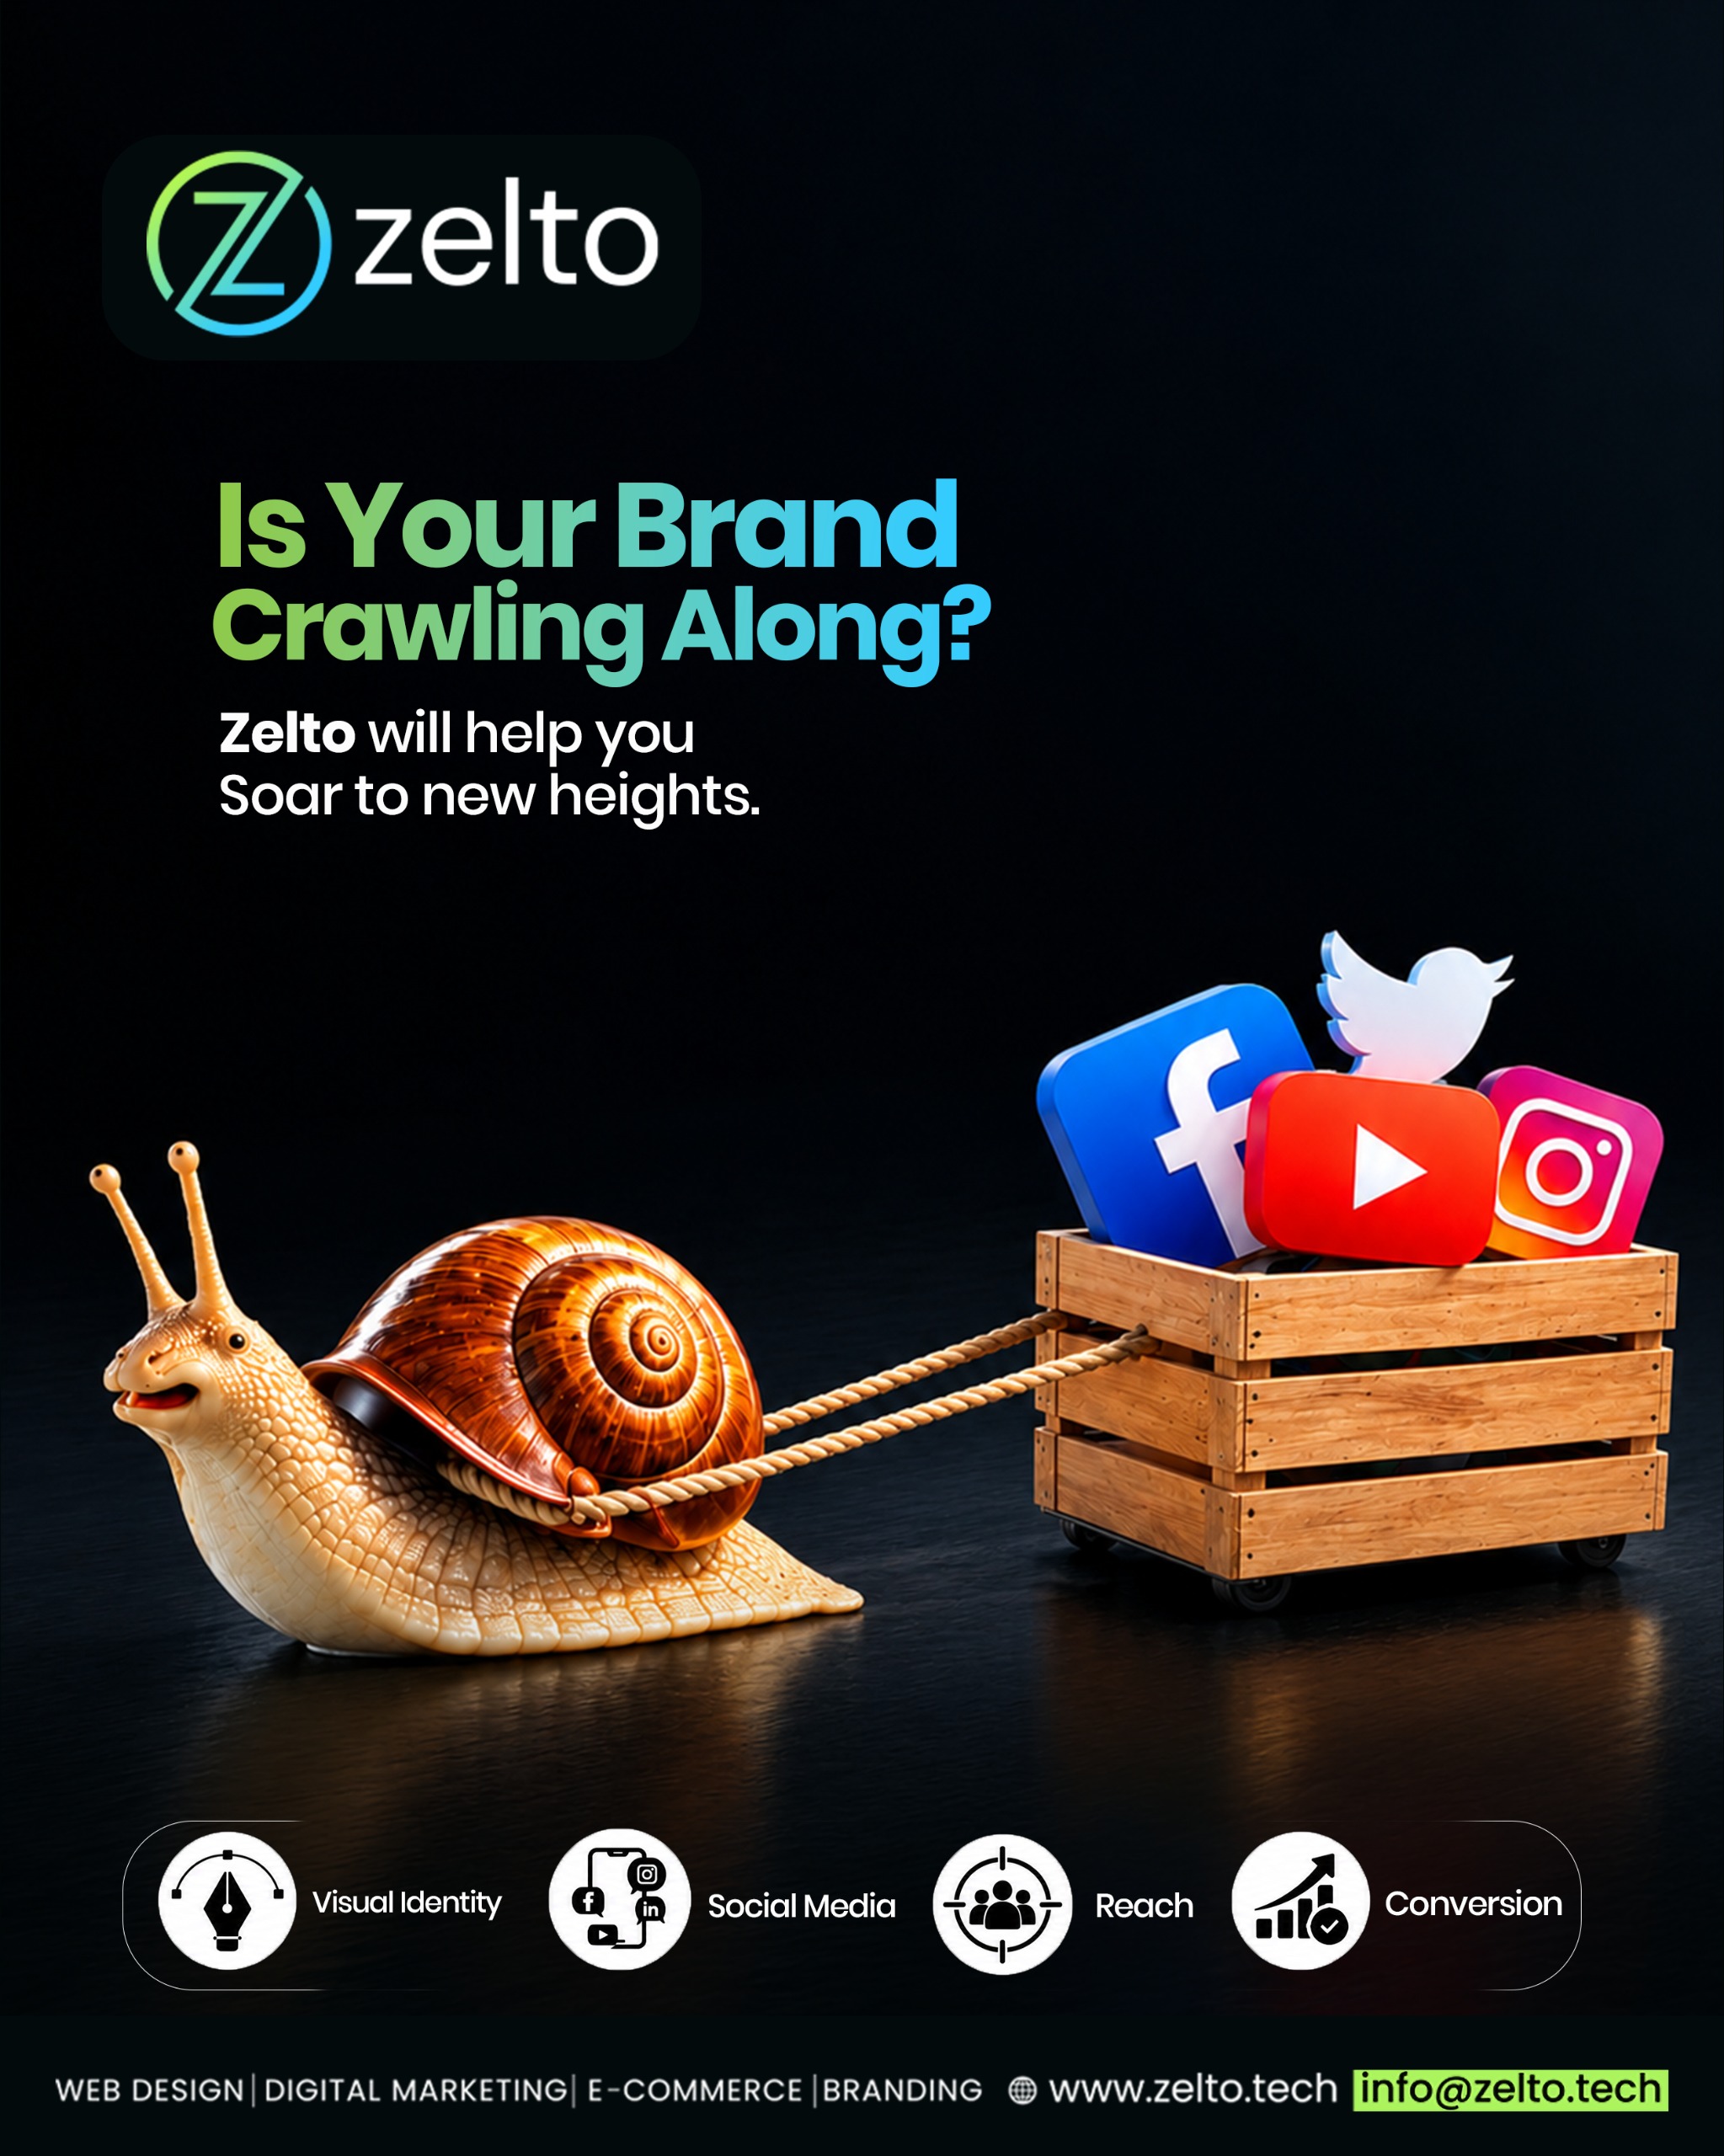 zelto
Is Your Brand
Crawling Along?
Zelto will help you
Soar to new heights.
Visual Identity
Social Media
Reach
Conversion
WEB DESIGN| DIGITAL MARKETING| E-COMMERCE |BRANDING www.zelto.tech info@zelto.tech